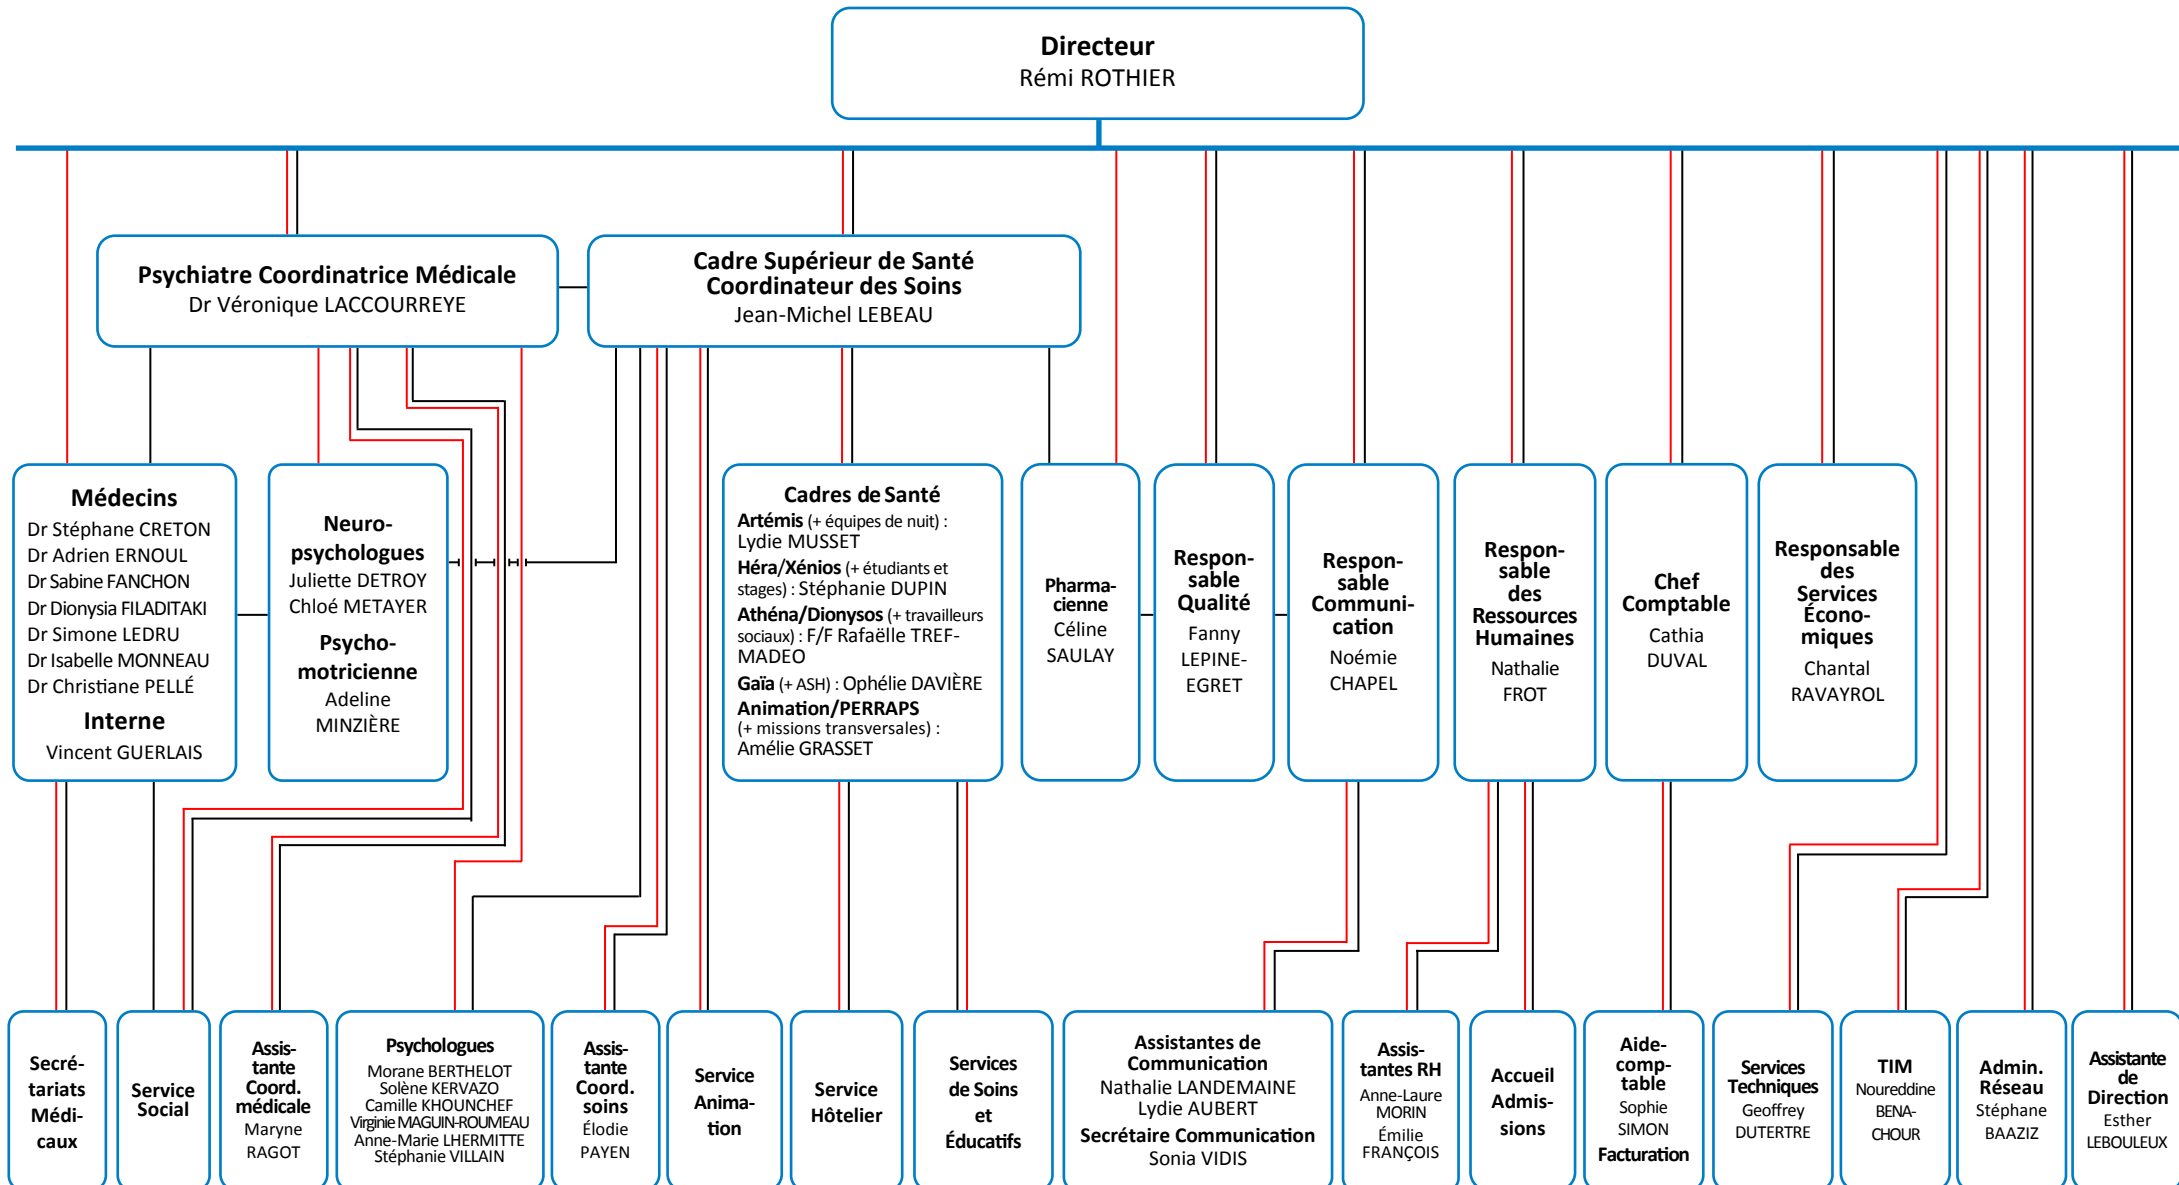 Directeur
Rémi ROTHIER
Psychiatre Coordinatrice Médicale
Dr Véronique LACCOURREYE
Cadre Supérieur de Santé
Coordinateur des Soins
Jean-Michel LEBEAU
Médecins
Dr Stéphane CRETON
Dr Adrien ERNOUL
Dr Sabine FANCHON
Dr Dionysia FILADITAKI
Dr Simone LEDRU
Dr Isabelle MONNEAU
Dr Christiane PELLÉ
Interne
Vincent GUERLAIS
Neuro-
psychologues
Juliette DETROY
Chloé METAYER
Psycho-
motricienne
Adeline
MINZIÈRE
Cadres de Santé
Artémis (+ équipes de nuit) :
Lydie MUSSET
Héra/Xénios (+ étudiants et
stages) : Stéphanie DUPIN
Athéna/Dionysos (+ travailleurs
sociaux) : F/F Rafaëlle TREF-
MADEO
Gaïa (+ ASH) : Ophélie DAVIÈRE
Animation/PERRAPS
(+ missions transversales) :
Amélie GRASSET
Pharma-
cienne
Céline
SAULAY
Respon-
sable
Qualité
Fanny
LEPINE-
EGRET
Respon-
sable
Communi-
cation
Noémie
CHAPEL
Respon-
sable
des
Ressources
Humaines
Nathalie
FROT
Chef
Comptable
Cathia
DUVAL
Responsable
des
Services
Écono-
miques
Chantal
RAVAYROL
Secré-
tariats
Médi-
caux
Service
Social
Assis-
tante
Coord.
médicale
Maryne
RAGOT
Psychologues
Morane BERTHELOT
Solène KERVAZO
Camille KHOUNCHEF
Virginie MAGUIN-ROUMEAU
Anne-Marie LHERMITTE
Stéphanie VILLAIN
Assis-
tante
Coord.
soins
Élodie
PAYEN
Service
Anima-
tion
Service
Hôtelier
Services
de Soins
et
Éducatifs
Assistantes de
Communication
Nathalie LANDEMAINE
Lydie AUBERT
Secrétaire Communication
Sonia VIDIS
Assis-
tantes RH
Anne-Laure
MORIN
Émilie
FRANÇOIS
Accueil
Admis-
sions
Aide-
comp-
table
Sophie
SIMON
Facturation
Services
Techniques
Geoffrey
DUTERTRE
TIM
Noureddine
BENA-
CHOUR
Admin.
Réseau
Stéphane
BAAZIZ
Assistante
de
Direction
Esther
LEBOULEUX